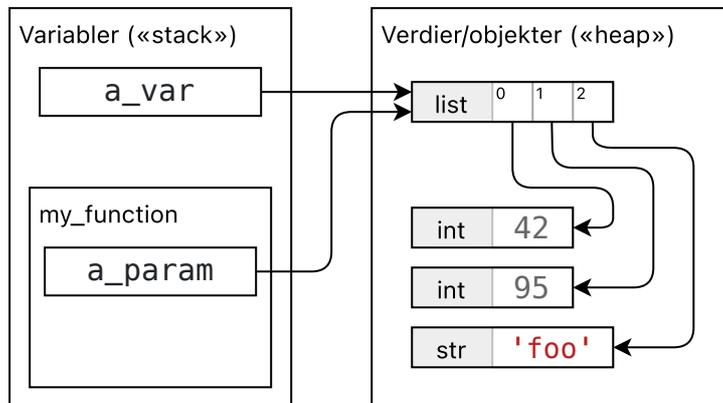 Variabler («stack»)
Verdier/objekter («heap»)
a_var
list
0
1
2
my_function
a_param
int
42
int
95
str
'foo'